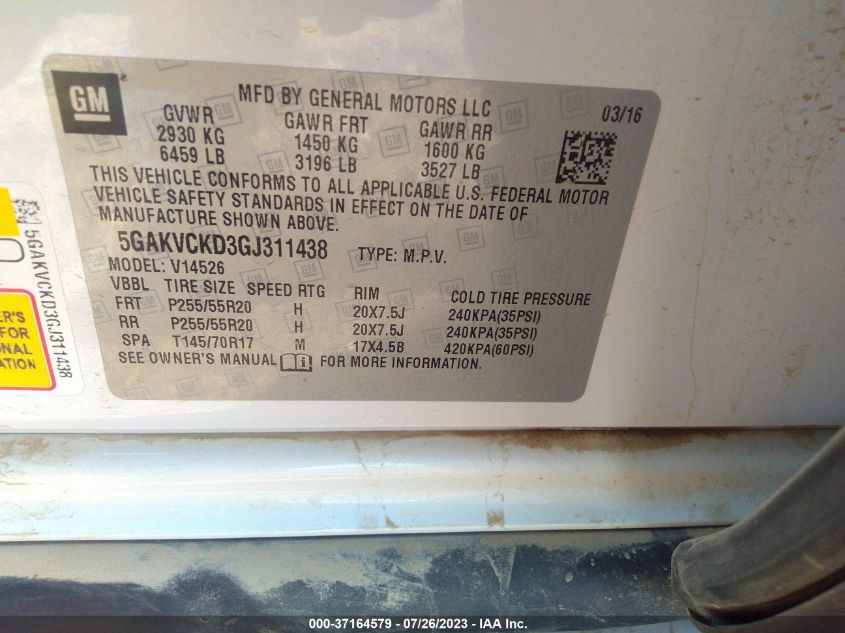 GM
MFD BY GENERAL MOTORS LLC
03/16
GVWR GAWR FRT GAWR RR
2930 KG 1450 KG 1600 KG
6459 LB 3196 LB 3527 LB
THIS VEHICLE CONFORMS TO ALL APPLICABLE U.S. FEDERAL MOTOR
VEHICLE SAFETY STANDARDS IN EFFECT ON THE DATE OF
MANUFACTURE SHOWN ABOVE.
5GAKVCKD3GJ311438 TYPE: M.P.V.
MODEL: V14526
VBBL TIRE SIZE SPEED RTG RIM COLD TIRE PRESSURE
FRT P255/55R20 H 20X7.5J 240KPA(35PSI)
RR P255/55R20 H 20X7.5J 240KPA(35PSI)
SPA T145/70R17 M 17X4.5B 420KPA(60PSI)
SEE OWNER'S MANUAL FOR MORE INFORMATION.
5GAKVCKD3GJ311438
000-37164579 - 07/26/2023 - IAA Inc.